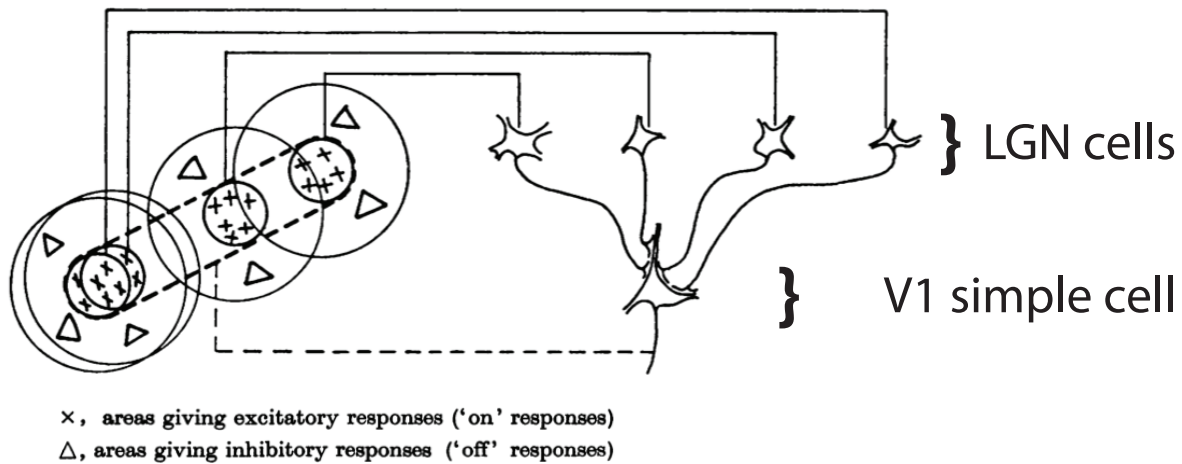 } LGN cells
} V1 simple cell
×, areas giving excitatory responses (‘on’ responses)
△, areas giving inhibitory responses (‘off’ responses)